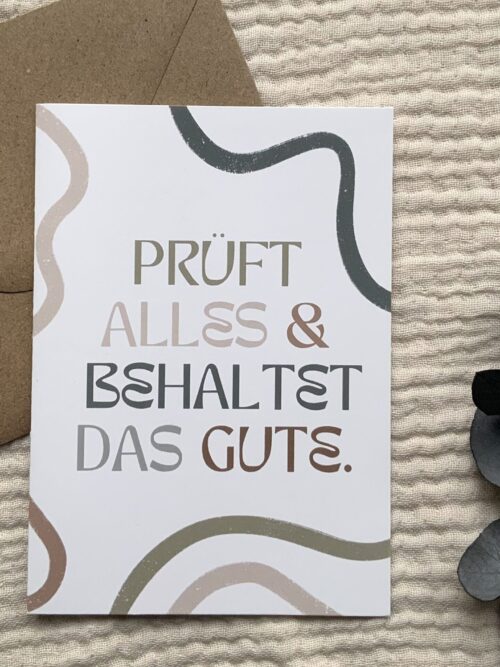 PRÜFT
ALLES &
BEHALTET
DAS GUTE.